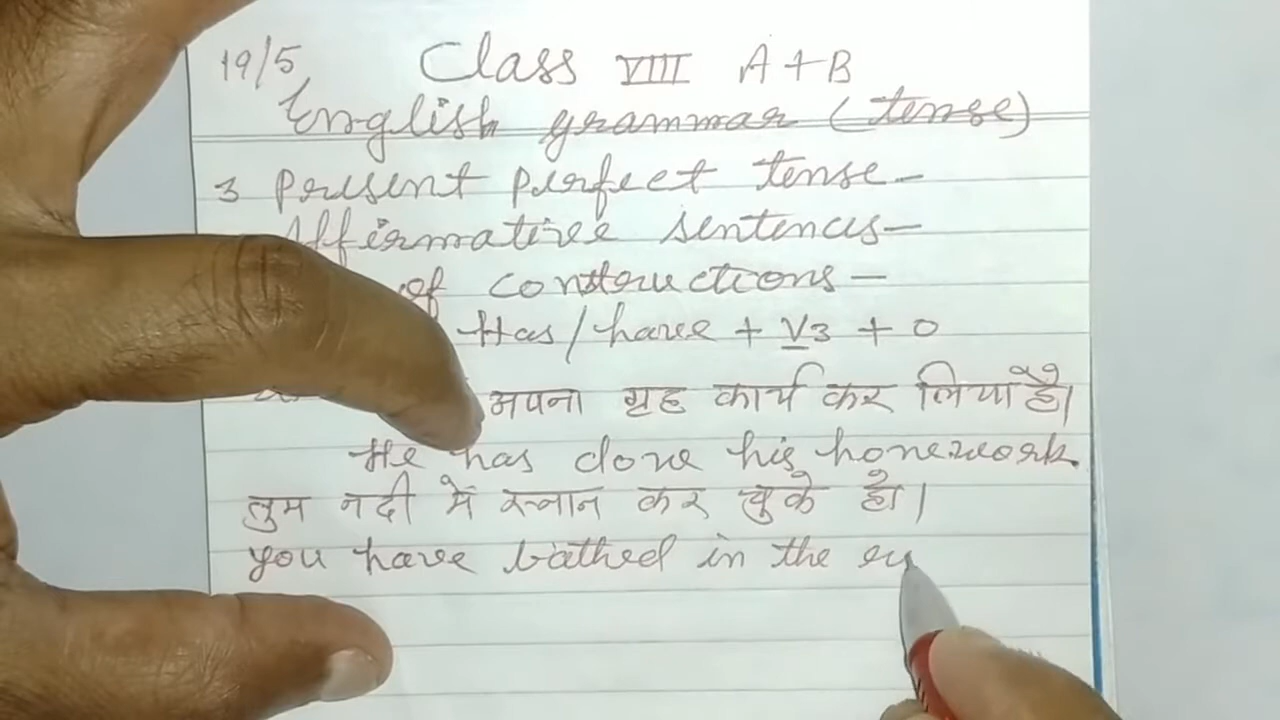 19/5, Class VIII A+B
English grammar (tense)
3 Present perfect tense-
Affirmative sentences-
of constructions-
Has/have + V3 + O
अपना ग्रह कार्य कर लिया है।
He has done his homework
तुम नदी में स्नान कर चुके हो।
you have bathed in the